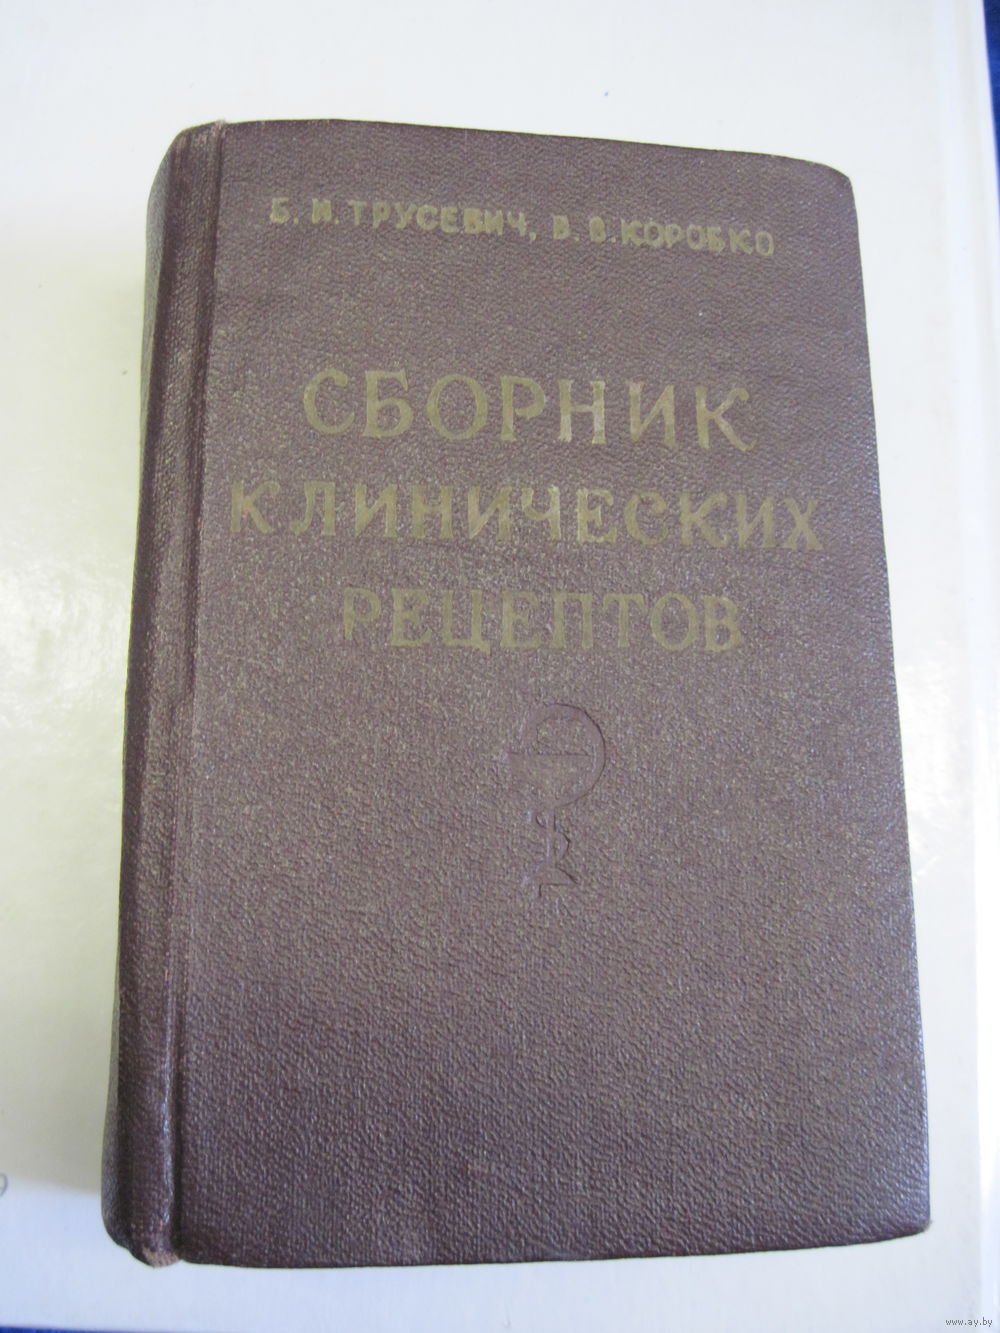 Б. И. ТРУСЕВИЧ, В. В. КОРОБКО
СБОРНИК
КЛИНИЧЕСКИХ
РЕЦЕПТОВ
www.ay.by